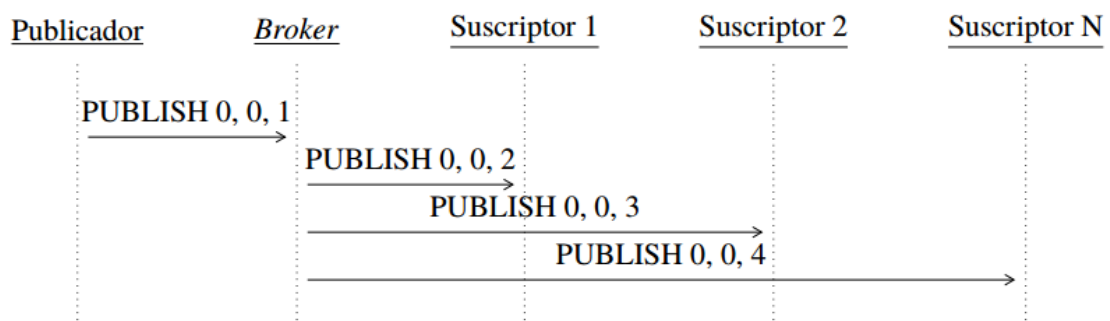 Publicador Broker Suscriptor 1 Suscriptor 2 Suscriptor N
PUBLISH 0, 0, 1
PUBLISH 0, 0, 2
PUBLISH 0, 0, 3
PUBLISH 0, 0, 4